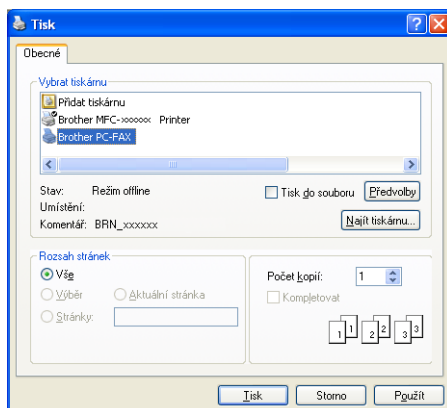 Tisk
Obecné
Vybrat tiskárnu
Přidat tiskárnu
Brother MFC-xxxxxx Printer
Brother PC-FAX
Stav: Režim offline
Tisk do souboru
Předvolby
Umístění:
Komentář: BRN_xxxxxx
Najít tiskárnu...
Rozsah stránek
Vše
Výběr
Aktuální stránka
Stránky:
Počet kopií: 1
Kompletovat
1 1 2 2 3 3
Tisk
Storno
Použít